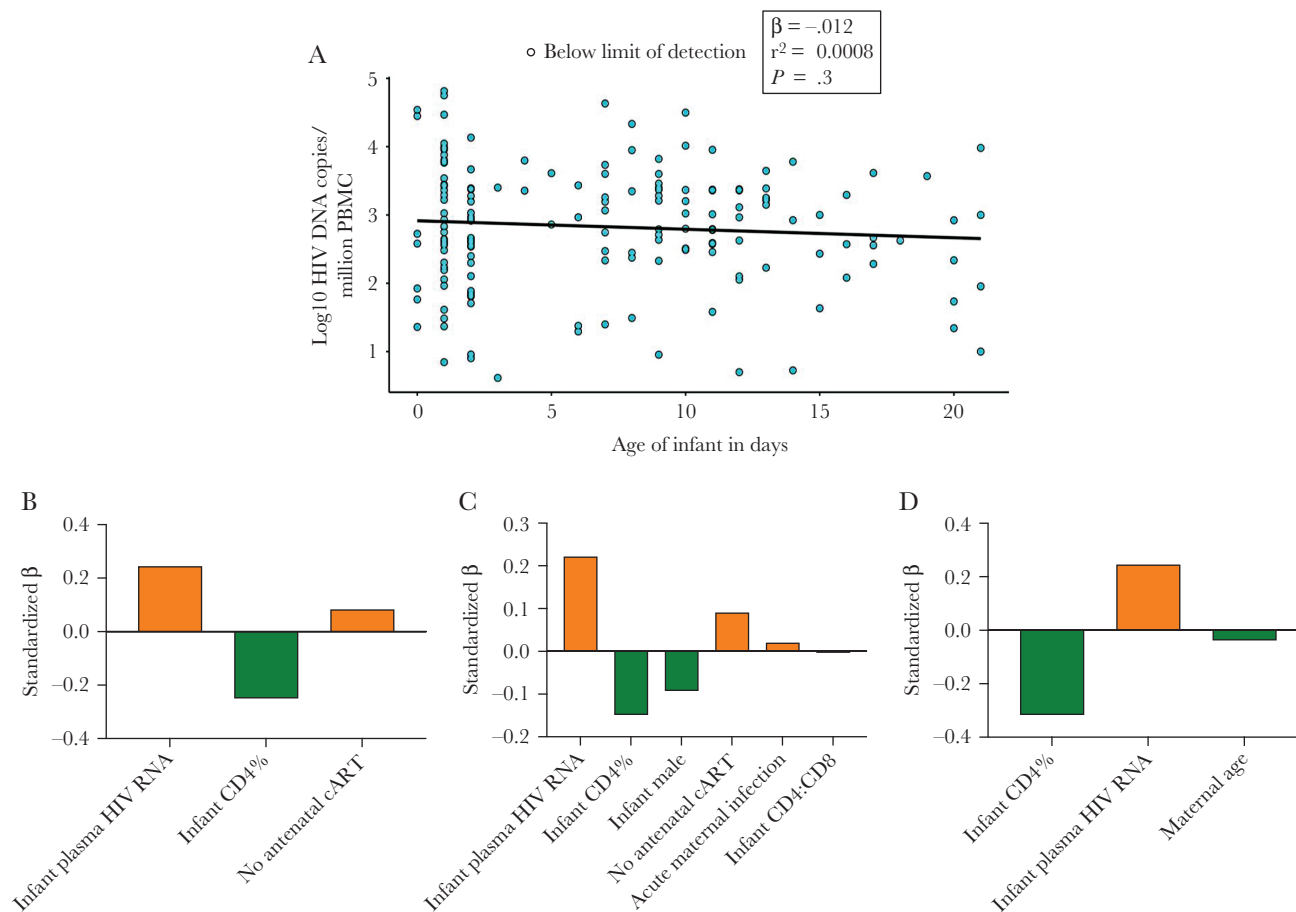 A
Below limit of detection
β = –.012
r² = 0.0008
P = .3
Log10 HIV DNA copies/
million PBMC
5
4
3
2
1
0 5 10 15 20
Age of infant in days
B
Standardized β
0.4
0.2
0.0
–0.2
–0.4
Infant plasma HIV RNA
Infant CD4%
No antenatal cART
C
Standardized β
0.3
0.2
0.1
0.0
–0.1
–0.2
Infant plasma HIV RNA
Infant CD4%
Infant male
No antenatal cART
Acute maternal infection
Infant CD4:CD8
D
Standardized β
0.4
0.2
0.0
–0.2
–0.4
Infant CD4%
Infant plasma HIV RNA
Maternal age